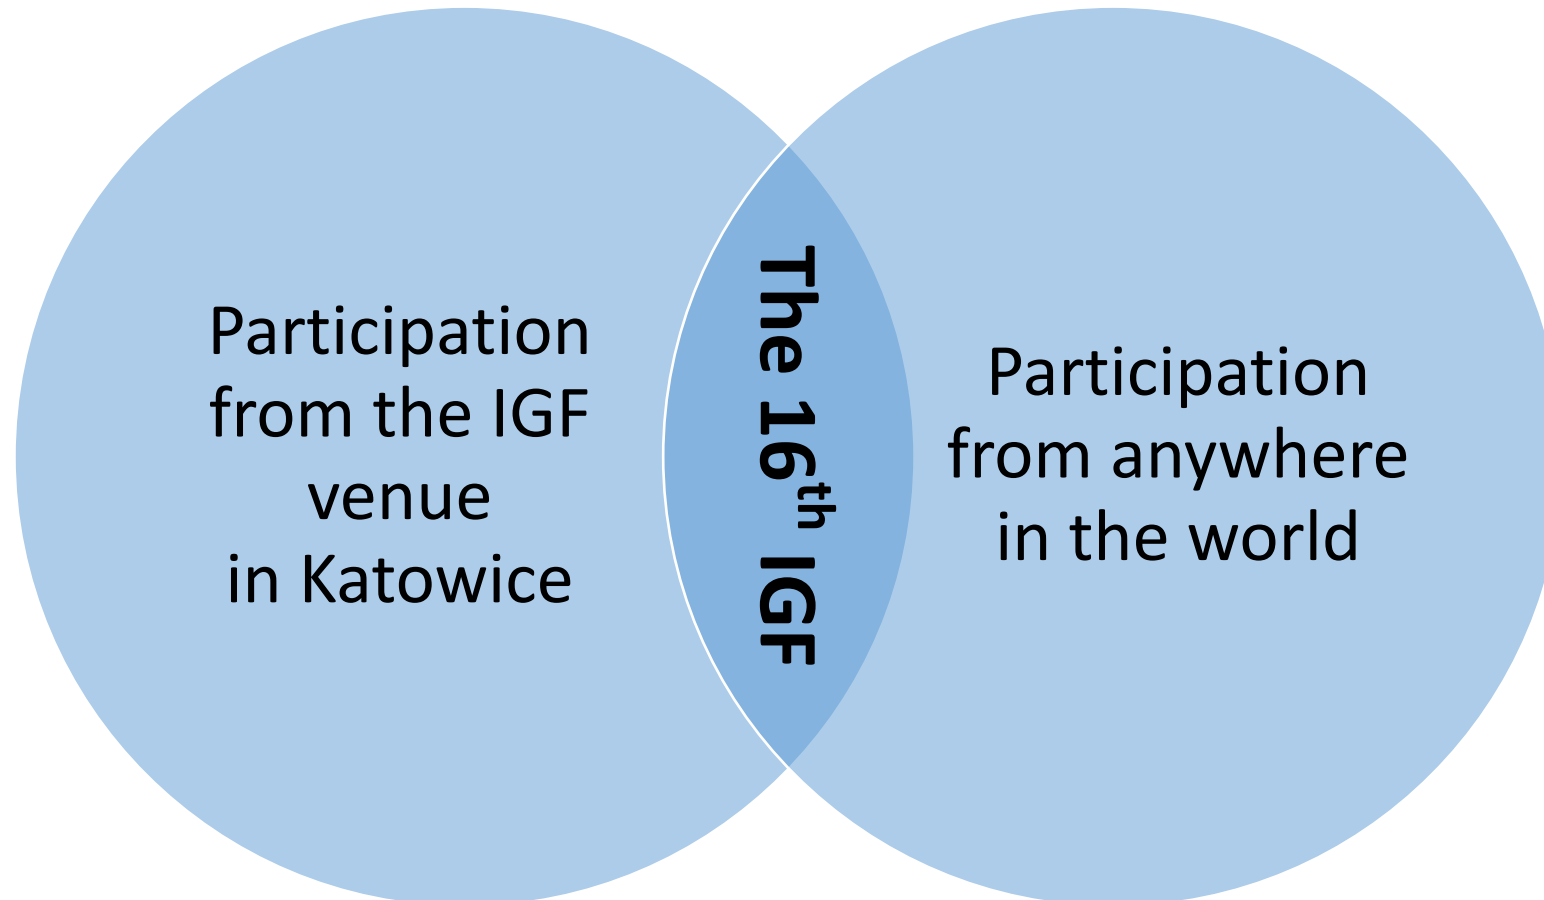 Participation
from the IGF
venue
in Katowice
The 16th IGF
Participation
from anywhere
in the world